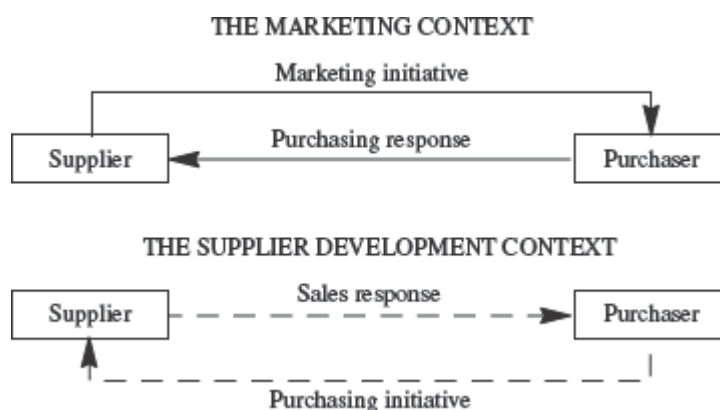 THE MARKETING CONTEXT
Marketing initiative
Supplier
Purchasing response
Purchaser
THE SUPPLIER DEVELOPMENT CONTEXT
Supplier
Sales response
Purchaser
Purchasing initiative